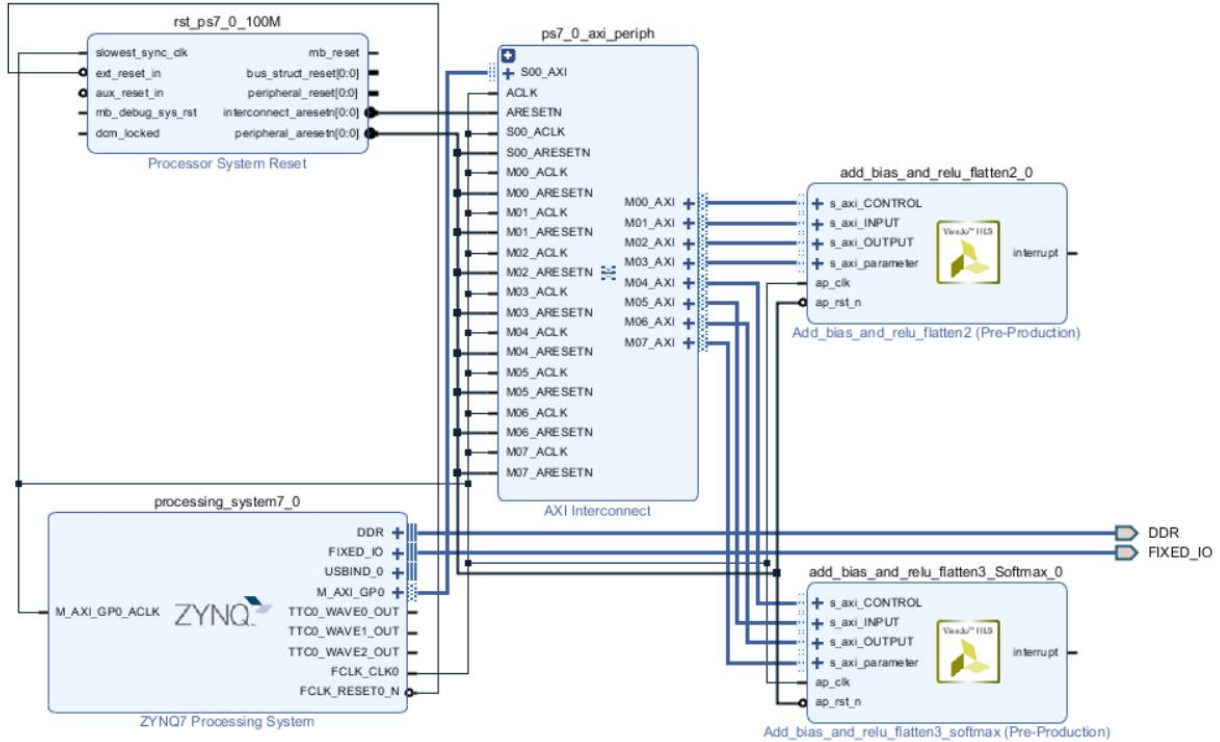 rst_ps7_0_100M
slowest_sync_clk
ext_reset_in
aux_reset_in
mb_debug_sys_rst
dcm_locked
mb_reset
bus_struct_reset[0:0]
peripheral_reset[0:0]
interconnect_aresetn[0:0]
peripheral_aresetn[0:0]
Processor System Reset
ps7_0_axi_periph
S00_AXI
ACLK
ARESETN
S00_ACLK
S00_ARESETN
M00_ACLK
M00_ARESETN
M01_ACLK
M01_ARESETN
M02_ACLK
M02_ARESETN
M03_ACLK
M03_ARESETN
M04_ACLK
M04_ARESETN
M05_ACLK
M05_ARESETN
M06_ACLK
M06_ARESETN
M07_ACLK
M07_ARESETN
M00_AXI
M01_AXI
M02_AXI
M03_AXI
M04_AXI
M05_AXI
M06_AXI
M07_AXI
AXI Interconnect
add_bias_and_relu_flatten2_0
s_axi_CONTROL
s_axi_INPUT
s_axi_OUTPUT
s_axi_parameter
ap_clk
ap_rst_n
Vivado™ HLS
interrupt
Add_bias_and_relu_flatten2 (Pre-Production)
processing_system7_0
M_AXI_GP0_ACLK
ZYNQ
DDR
FIXED_IO
USBIND_0
M_AXI_GP0
TTC0_WAVE0_OUT
TTC0_WAVE1_OUT
TTC0_WAVE2_OUT
FCLK_CLK0
FCLK_RESET0_N
ZYNQ7 Processing System
DDR
FIXED_IO
add_bias_and_relu_flatten3_Softmax_0
s_axi_CONTROL
s_axi_INPUT
s_axi_OUTPUT
s_axi_parameter
ap_clk
ap_rst_n
Vivado™ HLS
interrupt
Add_bias_and_relu_flatten3_softmax (Pre-Production)